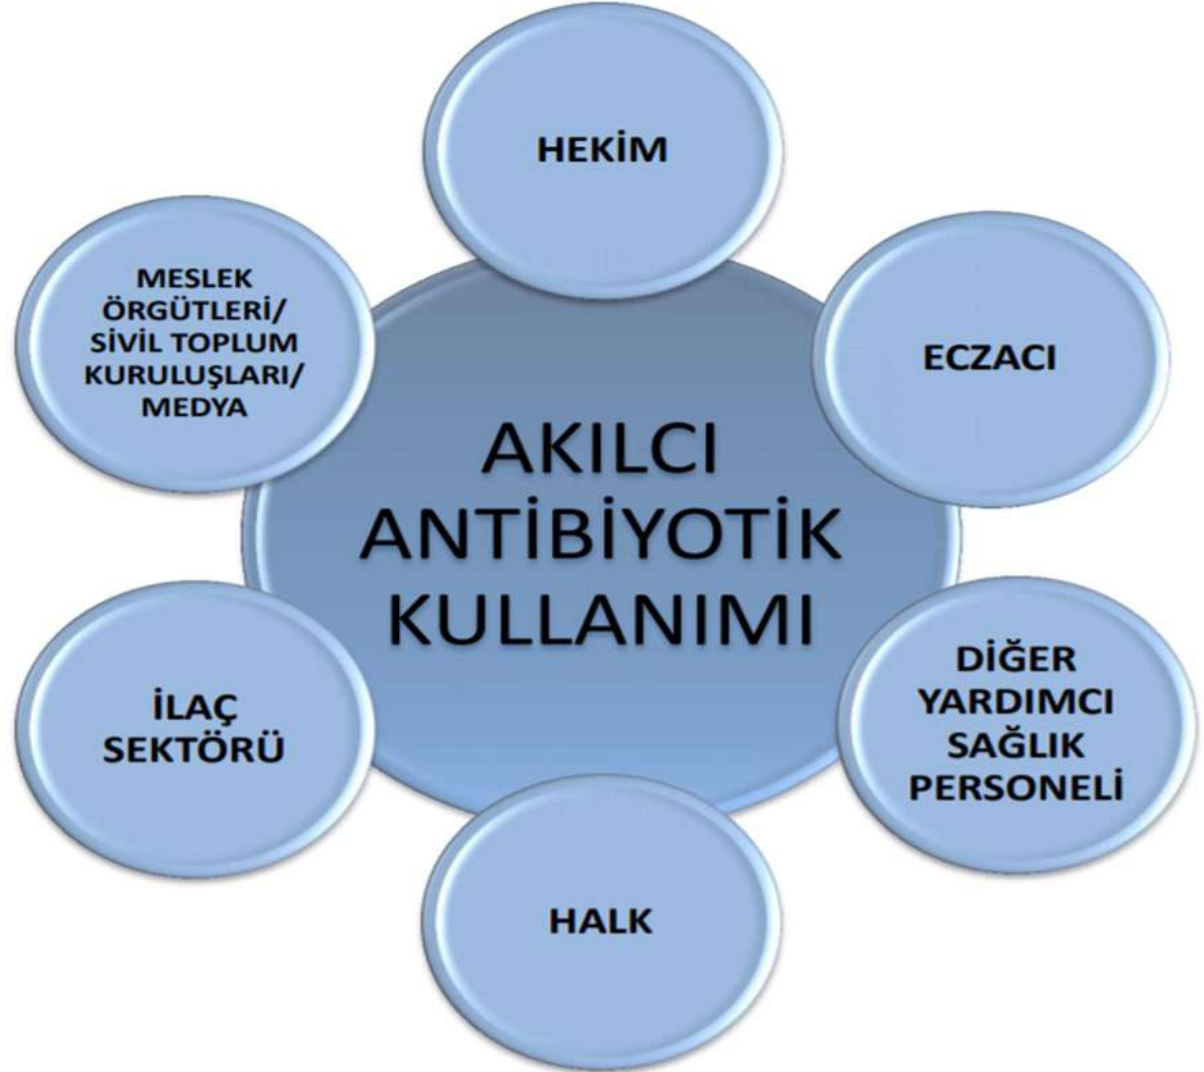 HEKİM
ECZACI
DİĞER
YARDIMCI
SAĞLIK
PERSONELİ
HALK
İLAÇ
SEKTÖRÜ
MESLEK
ÖRGÜTLERİ/
SİVİL TOPLUM
KURULUŞLARI/
MEDYA
AKILCI
ANTİBİYOTİK
KULLANIMI